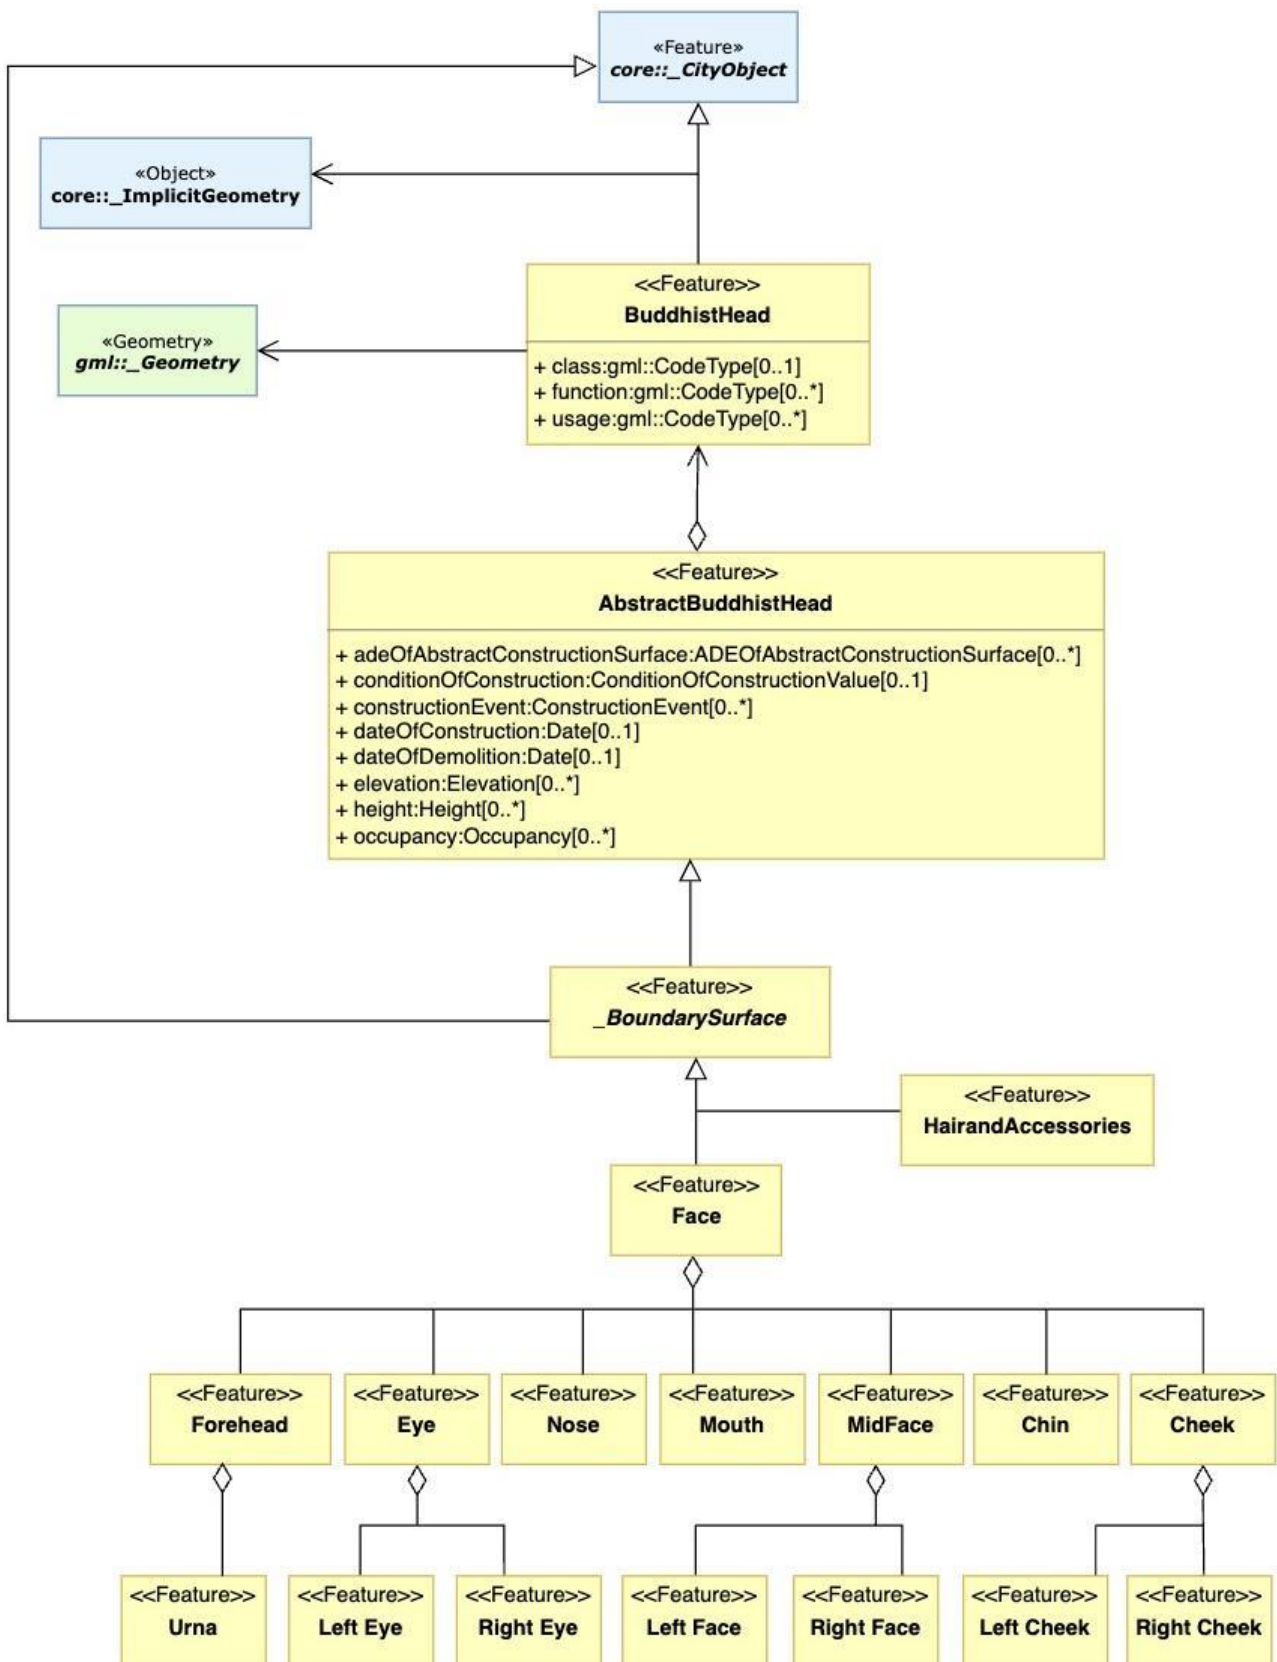 «Feature»
core::_CityObject
«Object»
core::_ImplicitGeometry
<<Feature>>
BuddhistHead
+ class:gml::CodeType[0..1]
+ function:gml::CodeType[0..*]
+ usage:gml::CodeType[0..*]
«Geometry»
gml::_Geometry
<<Feature>>
AbstractBuddhistHead
+ adeOfAbstractConstructionSurface:ADEOfAbstractConstructionSurface[0..*]
+ conditionOfConstruction:ConditionOfConstructionValue[0..1]
+ constructionEvent:ConstructionEvent[0..*]
+ dateOfConstruction:Date[0..1]
+ dateOfDemolition:Date[0..1]
+ elevation:Elevation[0..*]
+ height:Height[0..*]
+ occupancy:Occupancy[0..*]
<<Feature>>
_BoundarySurface
<<Feature>>
HairandAccessories
<<Feature>>
Face
<<Feature>>
Forehead
<<Feature>>
Eye
<<Feature>>
Nose
<<Feature>>
Mouth
<<Feature>>
MidFace
<<Feature>>
Chin
<<Feature>>
Cheek
<<Feature>>
Urna
<<Feature>>
Left Eye
<<Feature>>
Right Eye
<<Feature>>
Left Face
<<Feature>>
Right Face
<<Feature>>
Left Cheek
<<Feature>>
Right Cheek